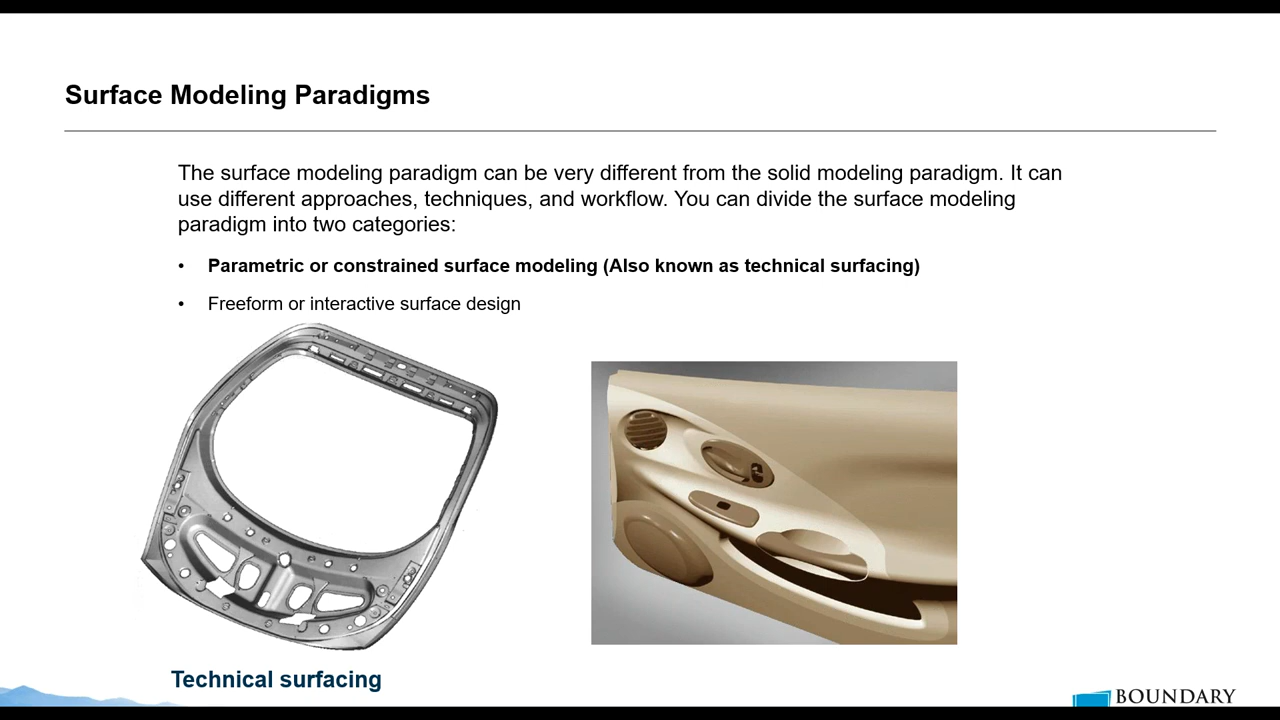 Surface Modeling Paradigms
The surface modeling paradigm can be very different from the solid modeling paradigm. It can
use different approaches, techniques, and workflow. You can divide the surface modeling
paradigm into two categories:
• Parametric or constrained surface modeling (Also known as technical surfacing)
• Freeform or interactive surface design
Technical surfacing
BOUNDARY